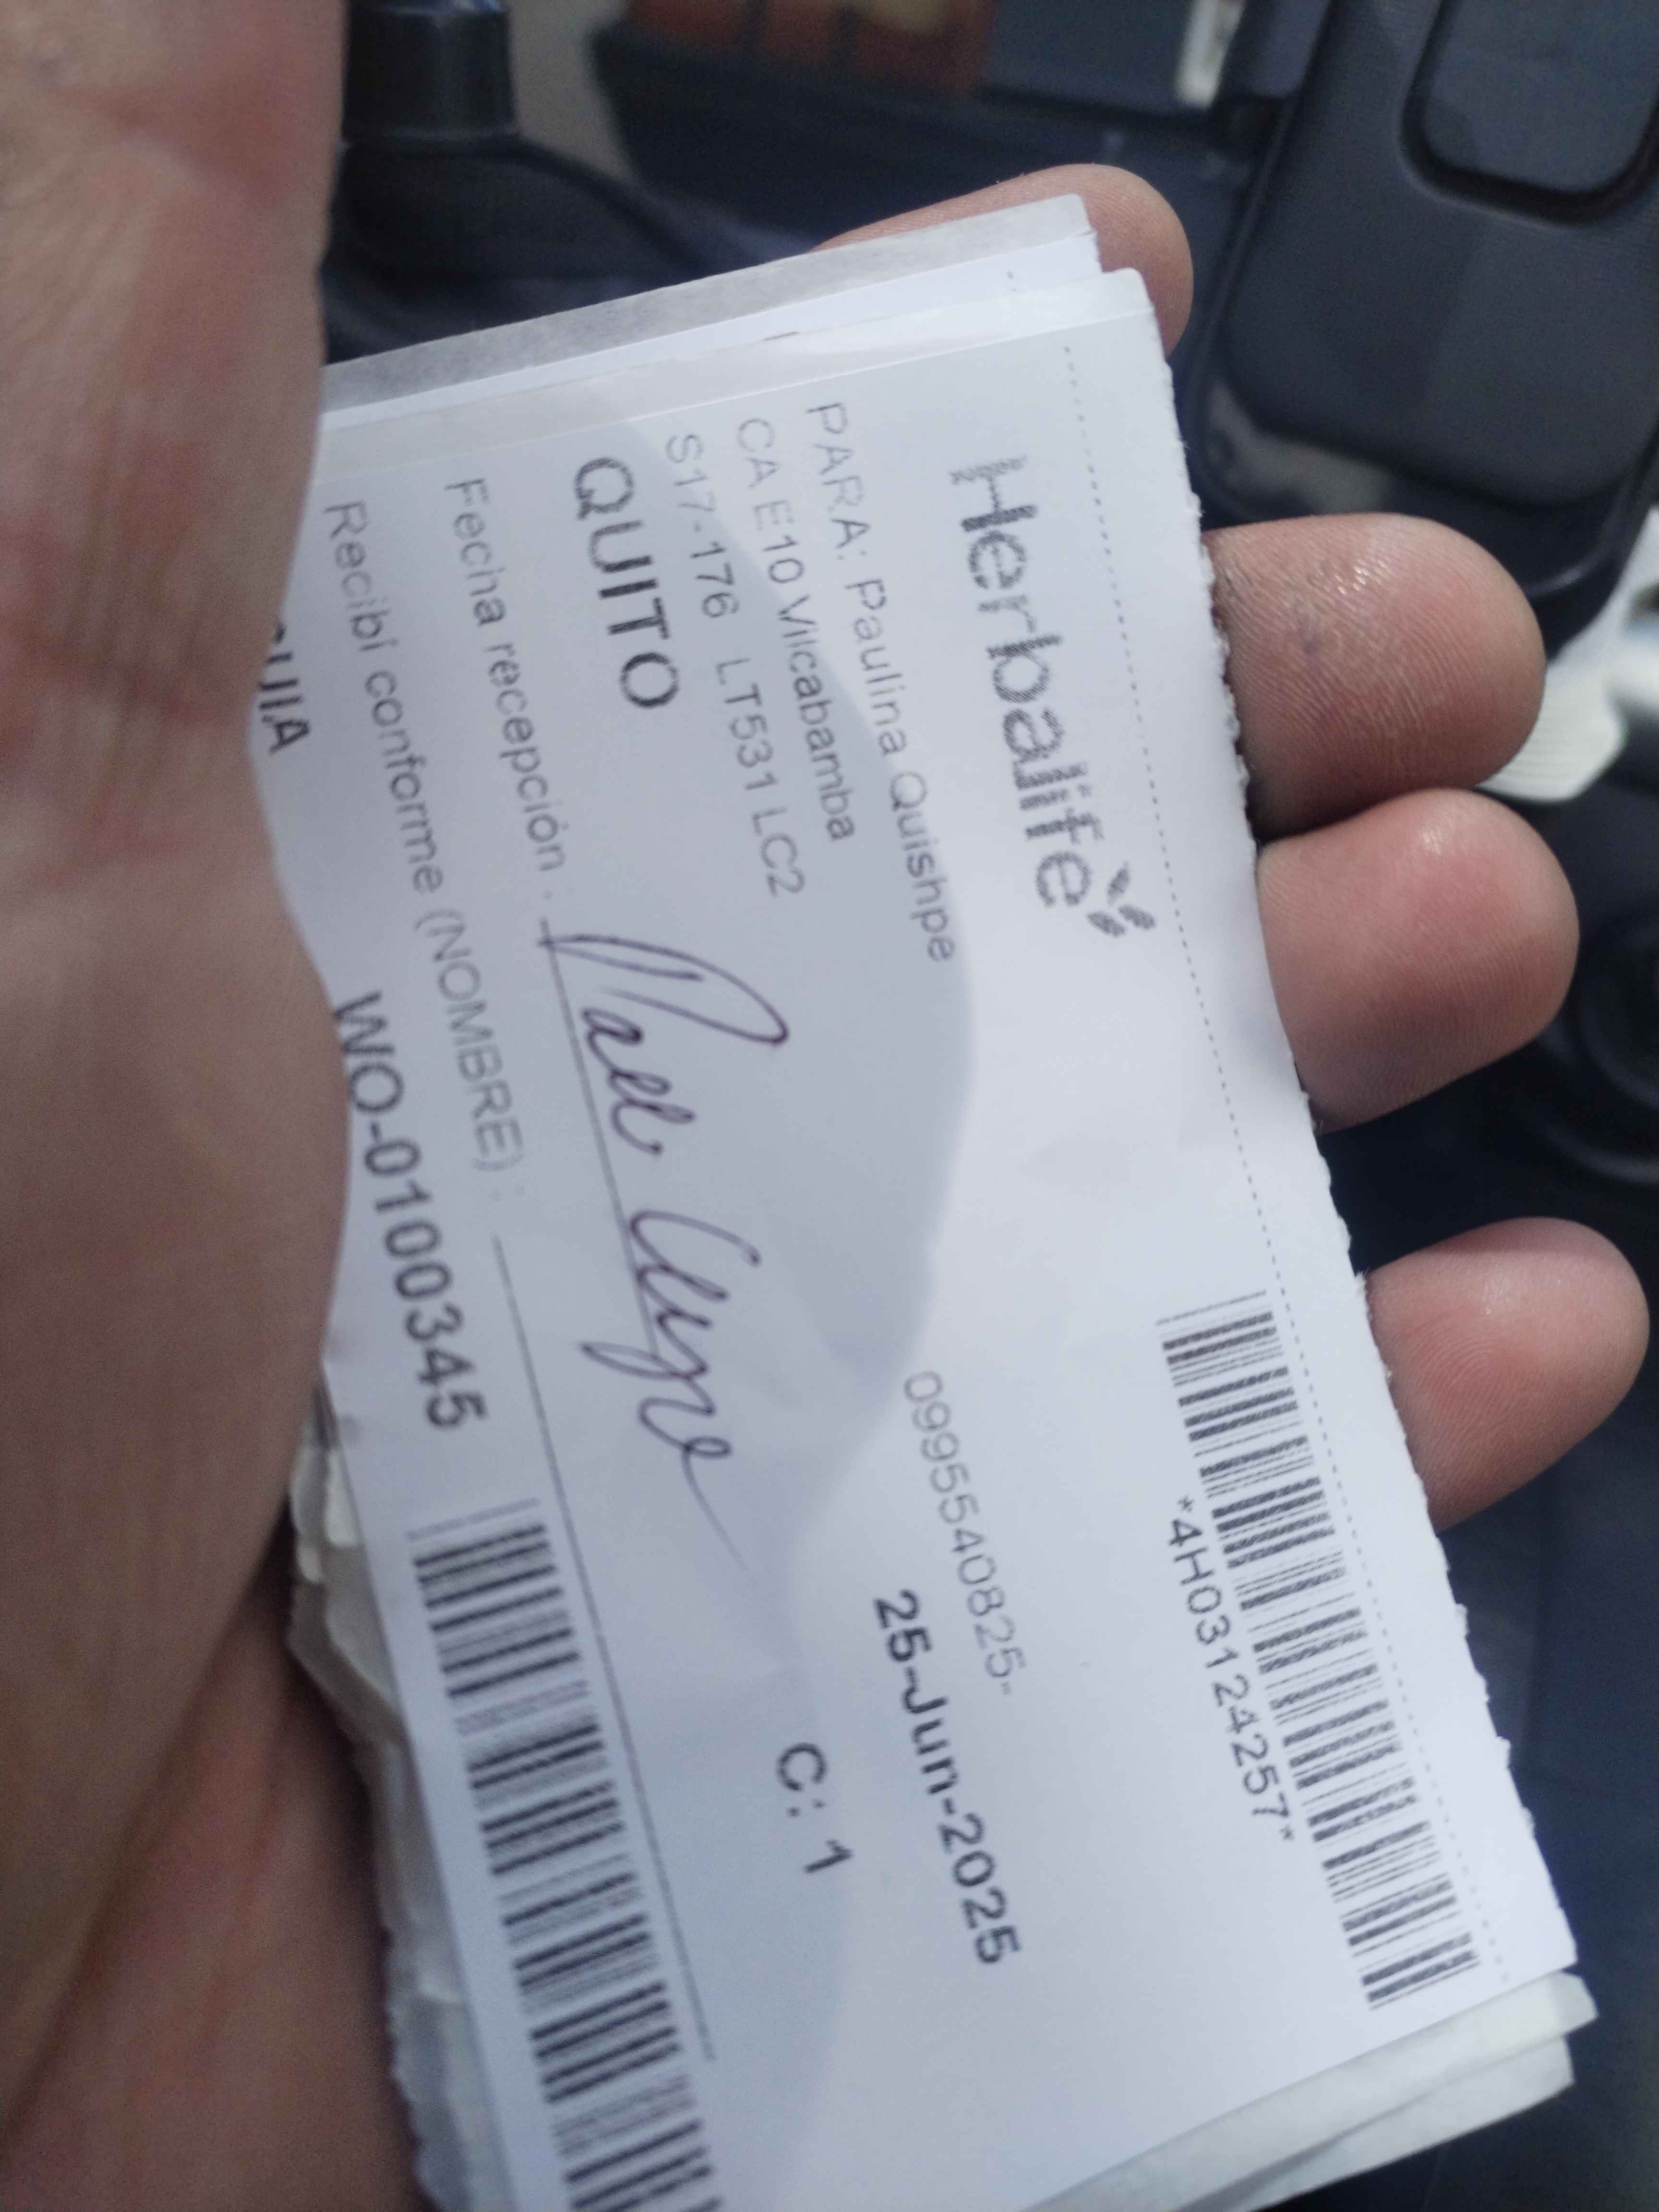 *4H03124257*
Herbalife
PARA: Paulina Quishpe
0995540825-
CA E10 Vilcabamba
25-Jun-2025
S17-176 LT531 LC2
QUITO
C: 1
Fecha recepción :
Recibí conforme (NOMBRE) :
WO-0100345